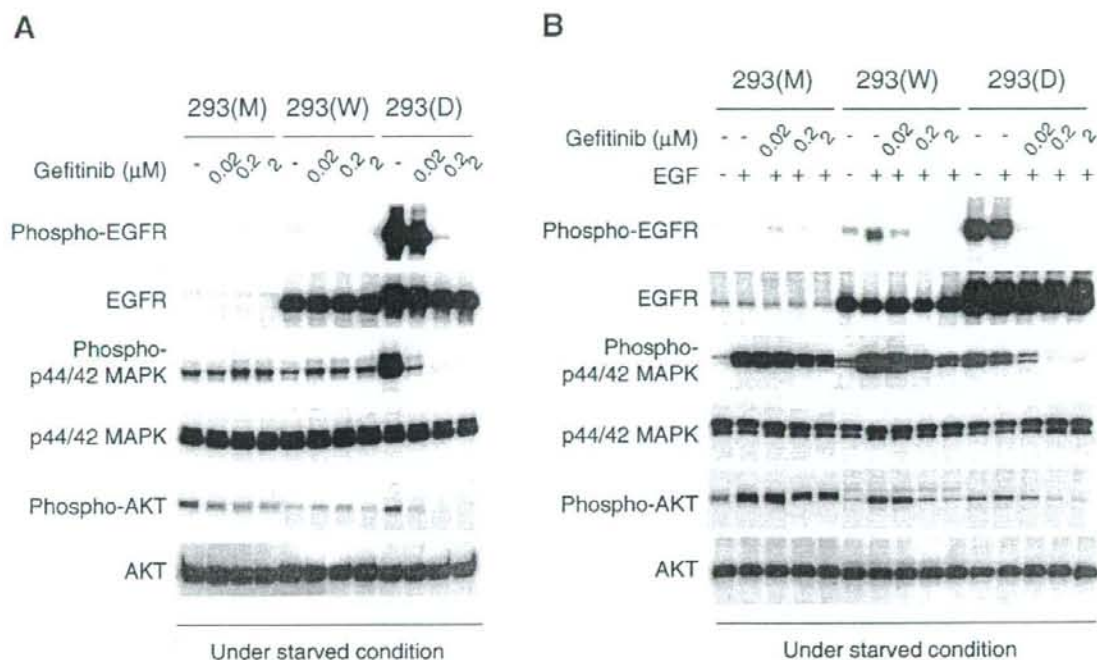 A
293(M) 293(W) 293(D)
Gefitinib (μM) - 0.02 0.2 2 - 0.02 0.2 2 - 0.02 0.2 2
Phospho-EGFR
EGFR
Phospho-
p44/42 MAPK
p44/42 MAPK
Phospho-AKT
AKT
Under starved condition
B
293(M) 293(W) 293(D)
Gefitinib (μM) - - 0.02 0.2 2 - - 0.02 0.2 2 - - 0.02 0.2 2
EGF - + + + + - + + + + - + + + +
Phospho-EGFR
EGFR
Phospho-
p44/42 MAPK
p44/42 MAPK
Phospho-AKT
AKT
Under starved condition